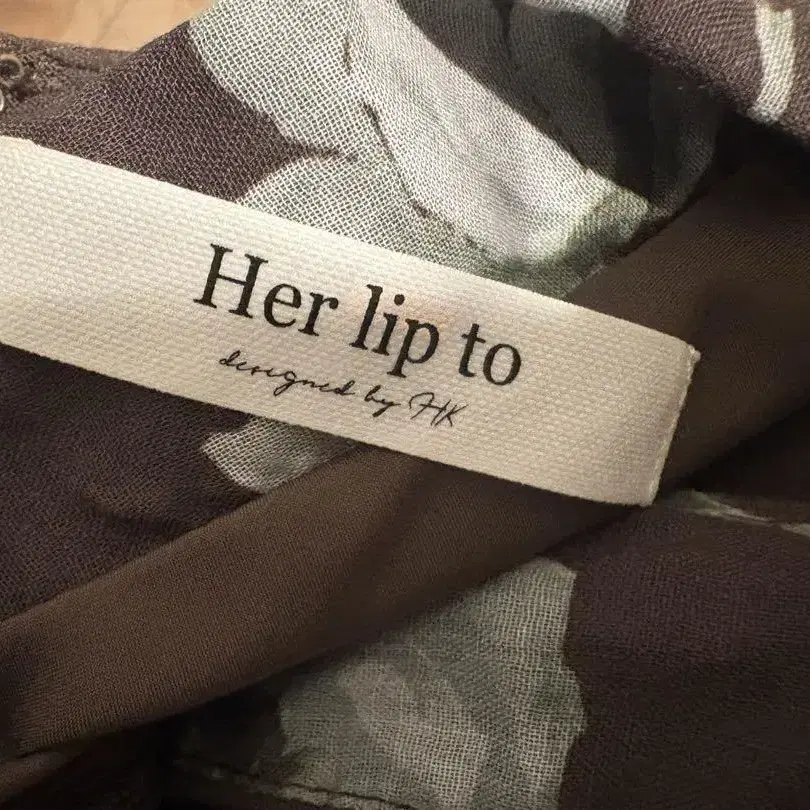 Her lip to
designed by HK